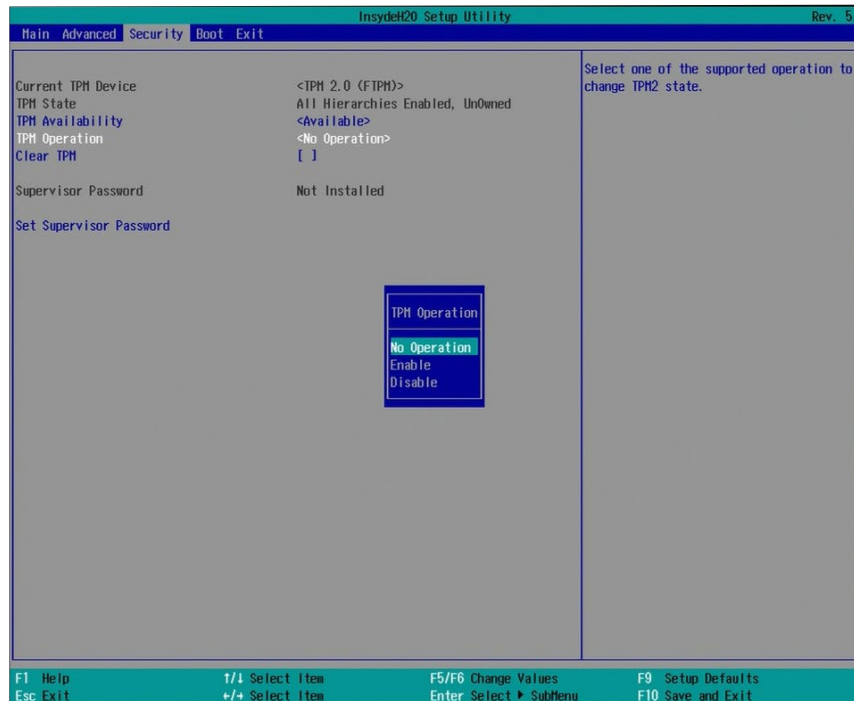 InsydeH20 Setup Utility Rev. 5
Main Advanced Security Boot Exit
Current TPM Device <TPM 2.0 (FTPM)>
TPM State All Hierarchies Enabled, UnOwned
TPM Availability <Available>
TPM Operation <No Operation>
Clear TPM [ ]
Supervisor Password Not Installed
Set Supervisor Password
Select one of the supported operation to
change TPM2 state.
TPM Operation
No Operation
Enable
Disable
F1 Help ↑/↓ Select Item F5/F6 Change Values F9 Setup Defaults
Esc Exit ←/→ Select Item Enter Select ▶ SubMenu F10 Save and Exit